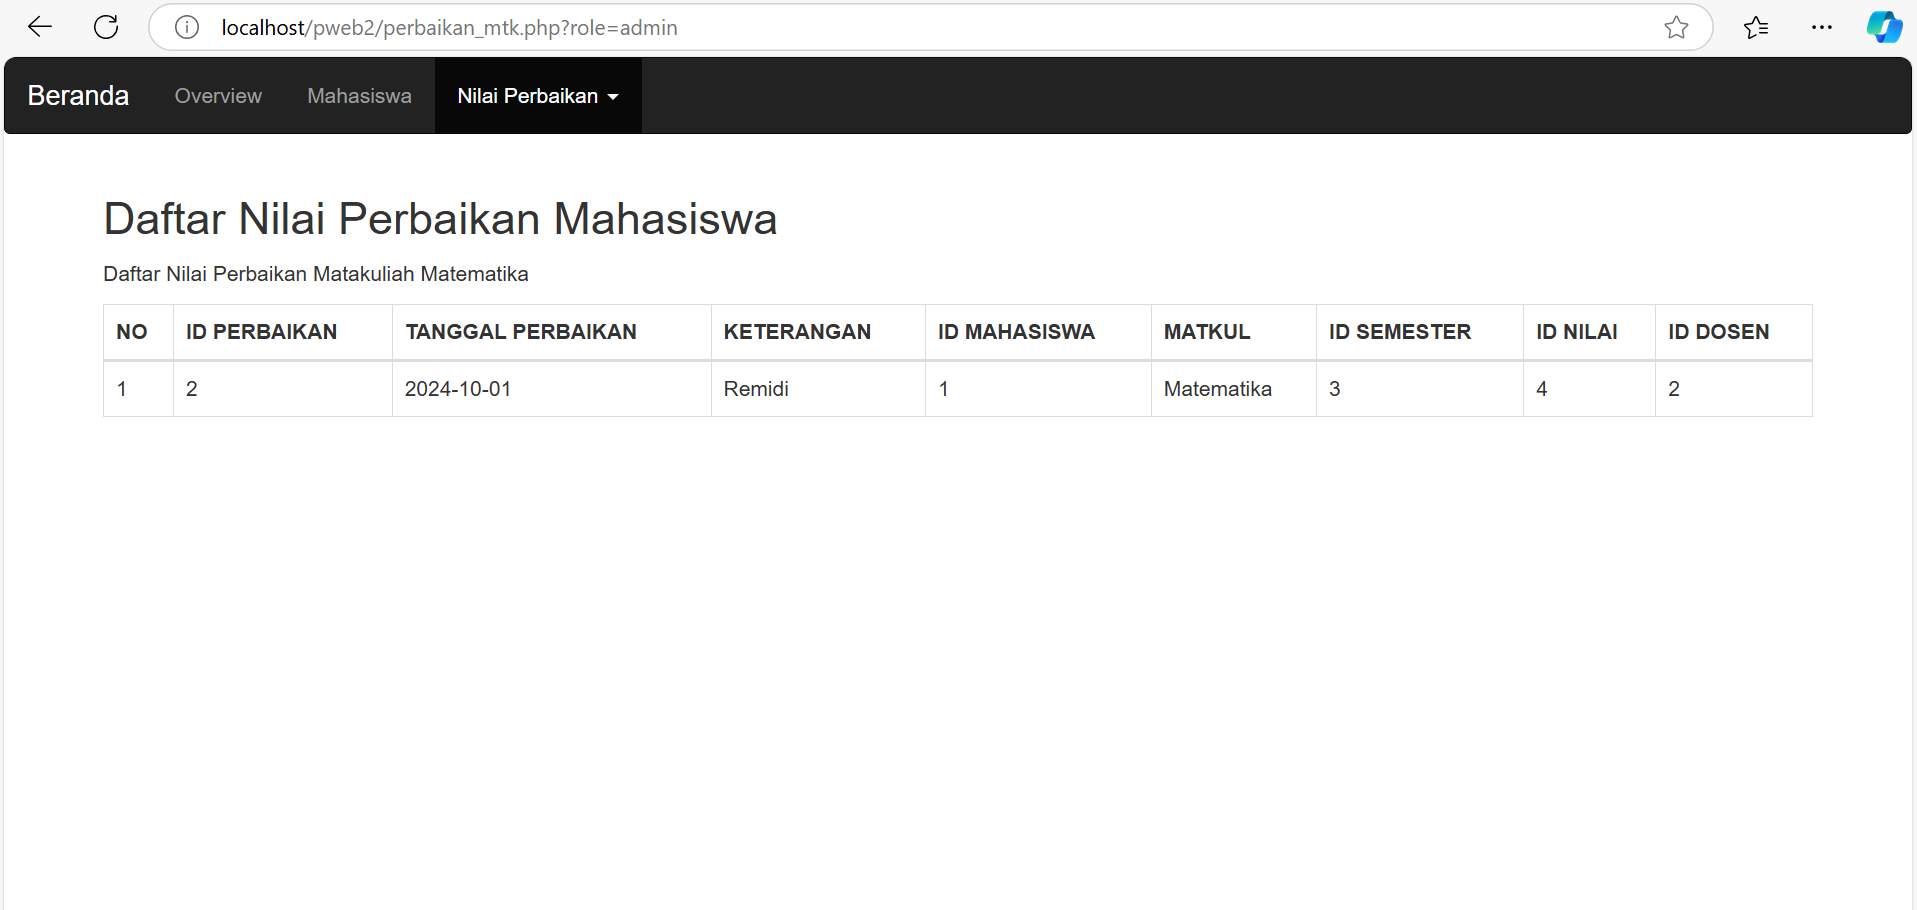 localhost/pweb2/perbaikan_mtk.php?role=admin
Beranda Overview Mahasiswa Nilai Perbaikan
Daftar Nilai Perbaikan Mahasiswa
Daftar Nilai Perbaikan Matakuliah Matematika
NO ID PERBAIKAN TANGGAL PERBAIKAN KETERANGAN ID MAHASISWA MATKUL ID SEMESTER ID NILAI ID DOSEN
1 2 2024-10-01 Remidi 1 Matematika 3 4 2